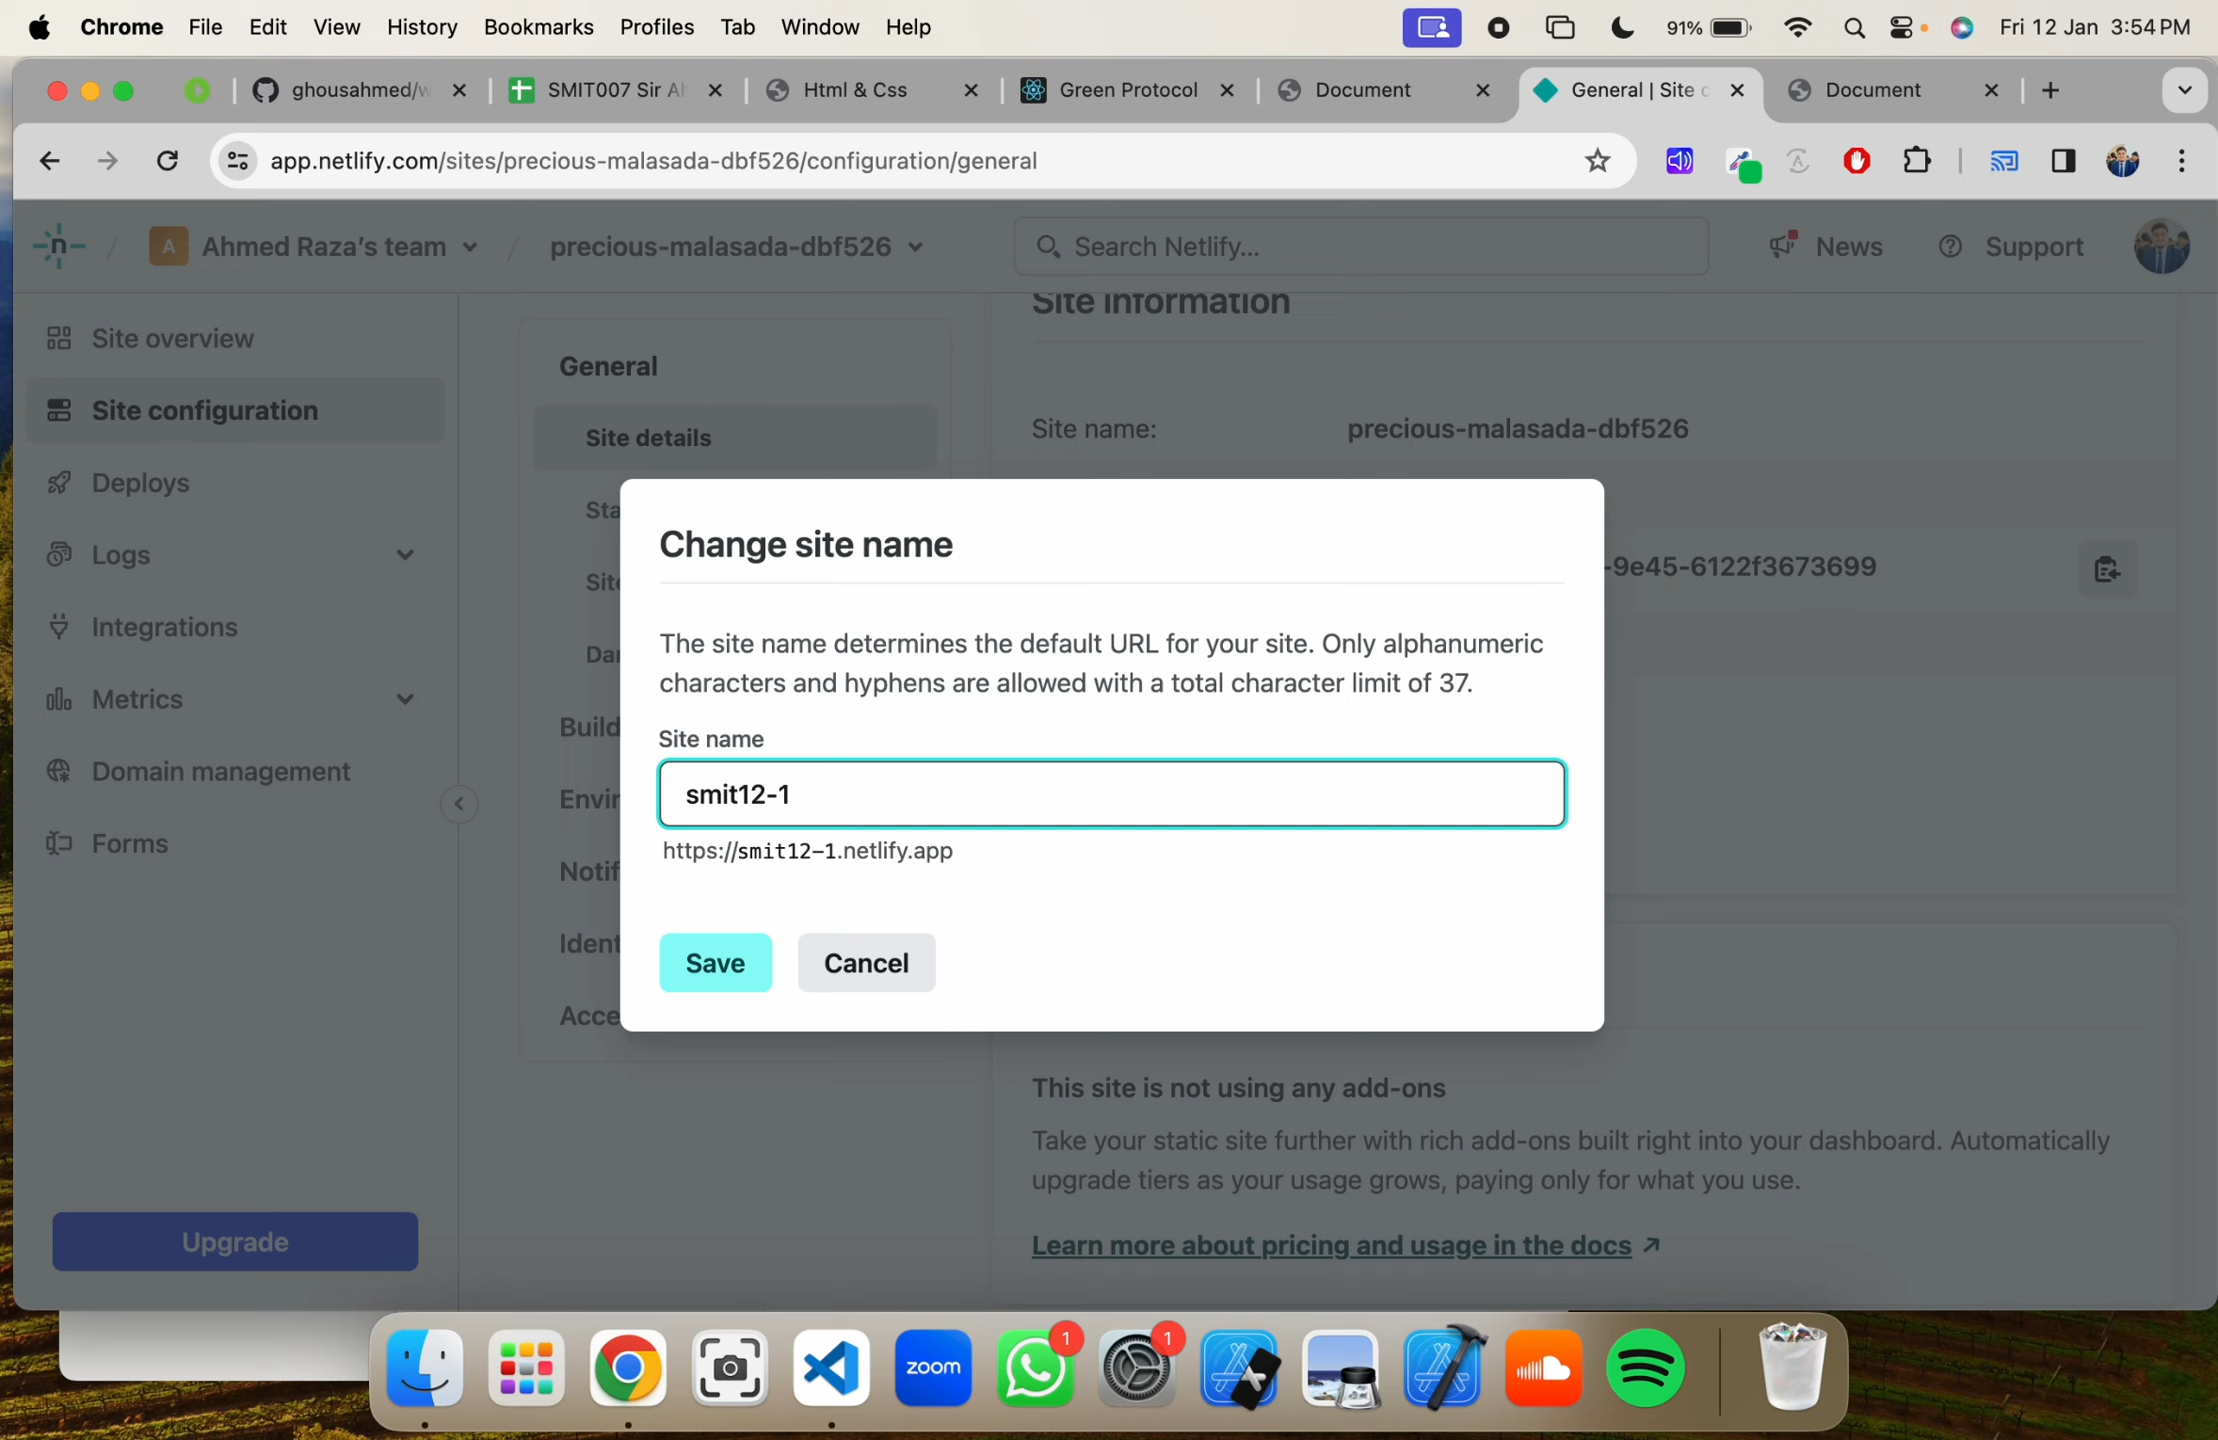 Chrome File Edit View History Bookmarks Profiles Tab Window Help 91% Fri 12 Jan 3:54 PM
ghousahmed/w SMIT007 Sir Ah Html & Css Green Protocol Document General | Site c Document
app.netlify.com/sites/precious-malasada-dbf526/configuration/general
n / A Ahmed Raza's team / precious-malasada-dbf526 Search Netlify... News Support
Site overview
Site configuration
Deploys
Logs
Integrations
Metrics
Domain management
Forms
Upgrade
General
Site details
Sta
Site
Dan
Build
Envir
Notif
Ident
Acce
Site information
Site name: precious-malasada-dbf526
-9e45-6122f3673699
Change site name
The site name determines the default URL for your site. Only alphanumeric
characters and hyphens are allowed with a total character limit of 37.
Site name
smit12-1
https://smit12-1.netlify.app
Save Cancel
This site is not using any add-ons
Take your static site further with rich add-ons built right into your dashboard. Automatically
upgrade tiers as your usage grows, paying only for what you use.
Learn more about pricing and usage in the docs
zoom 1 1